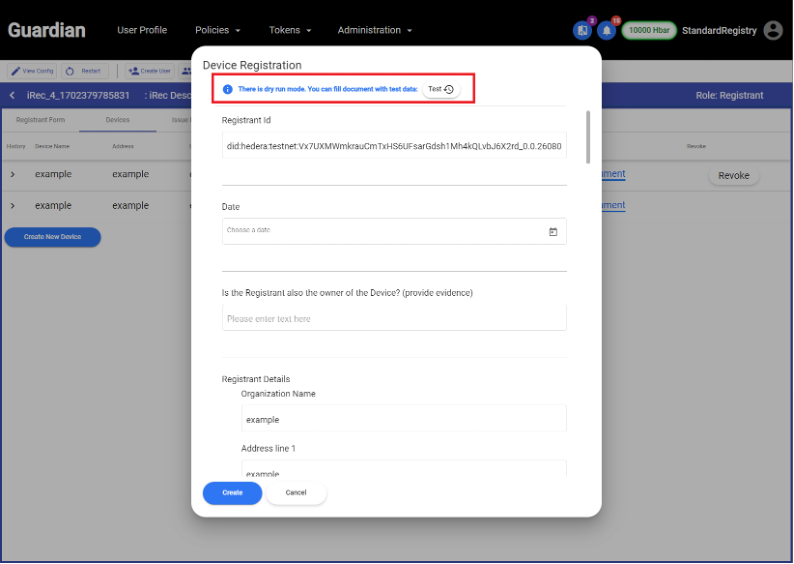 Guardian
User Profile
Policies
Tokens
Administration
3
15
10000 Hbar
StandardRegistry
View Config
Restart
Create User
iRec_4_1702379785831 : iRec Desc
Role: Registrant
Registrant Form
Devices
Issue
History
Device Name
Address
Revoke
example
example
ment
Revoke
example
example
ment
Create New Device
Device Registration
There is dry run mode. You can fill document with test data:
Test
Registrant Id
did:hedera:testnet:Vx7UXMWmkrauCmTxHS6UFsarGdsh1Mh4kQLvbJ6X2rd_0.0.26080
Date
Choose a date
Is the Registrant also the owner of the Device? (provide evidence)
Please enter text here
Registrant Details
Organization Name
example
Address line 1
example
Create
Cancel